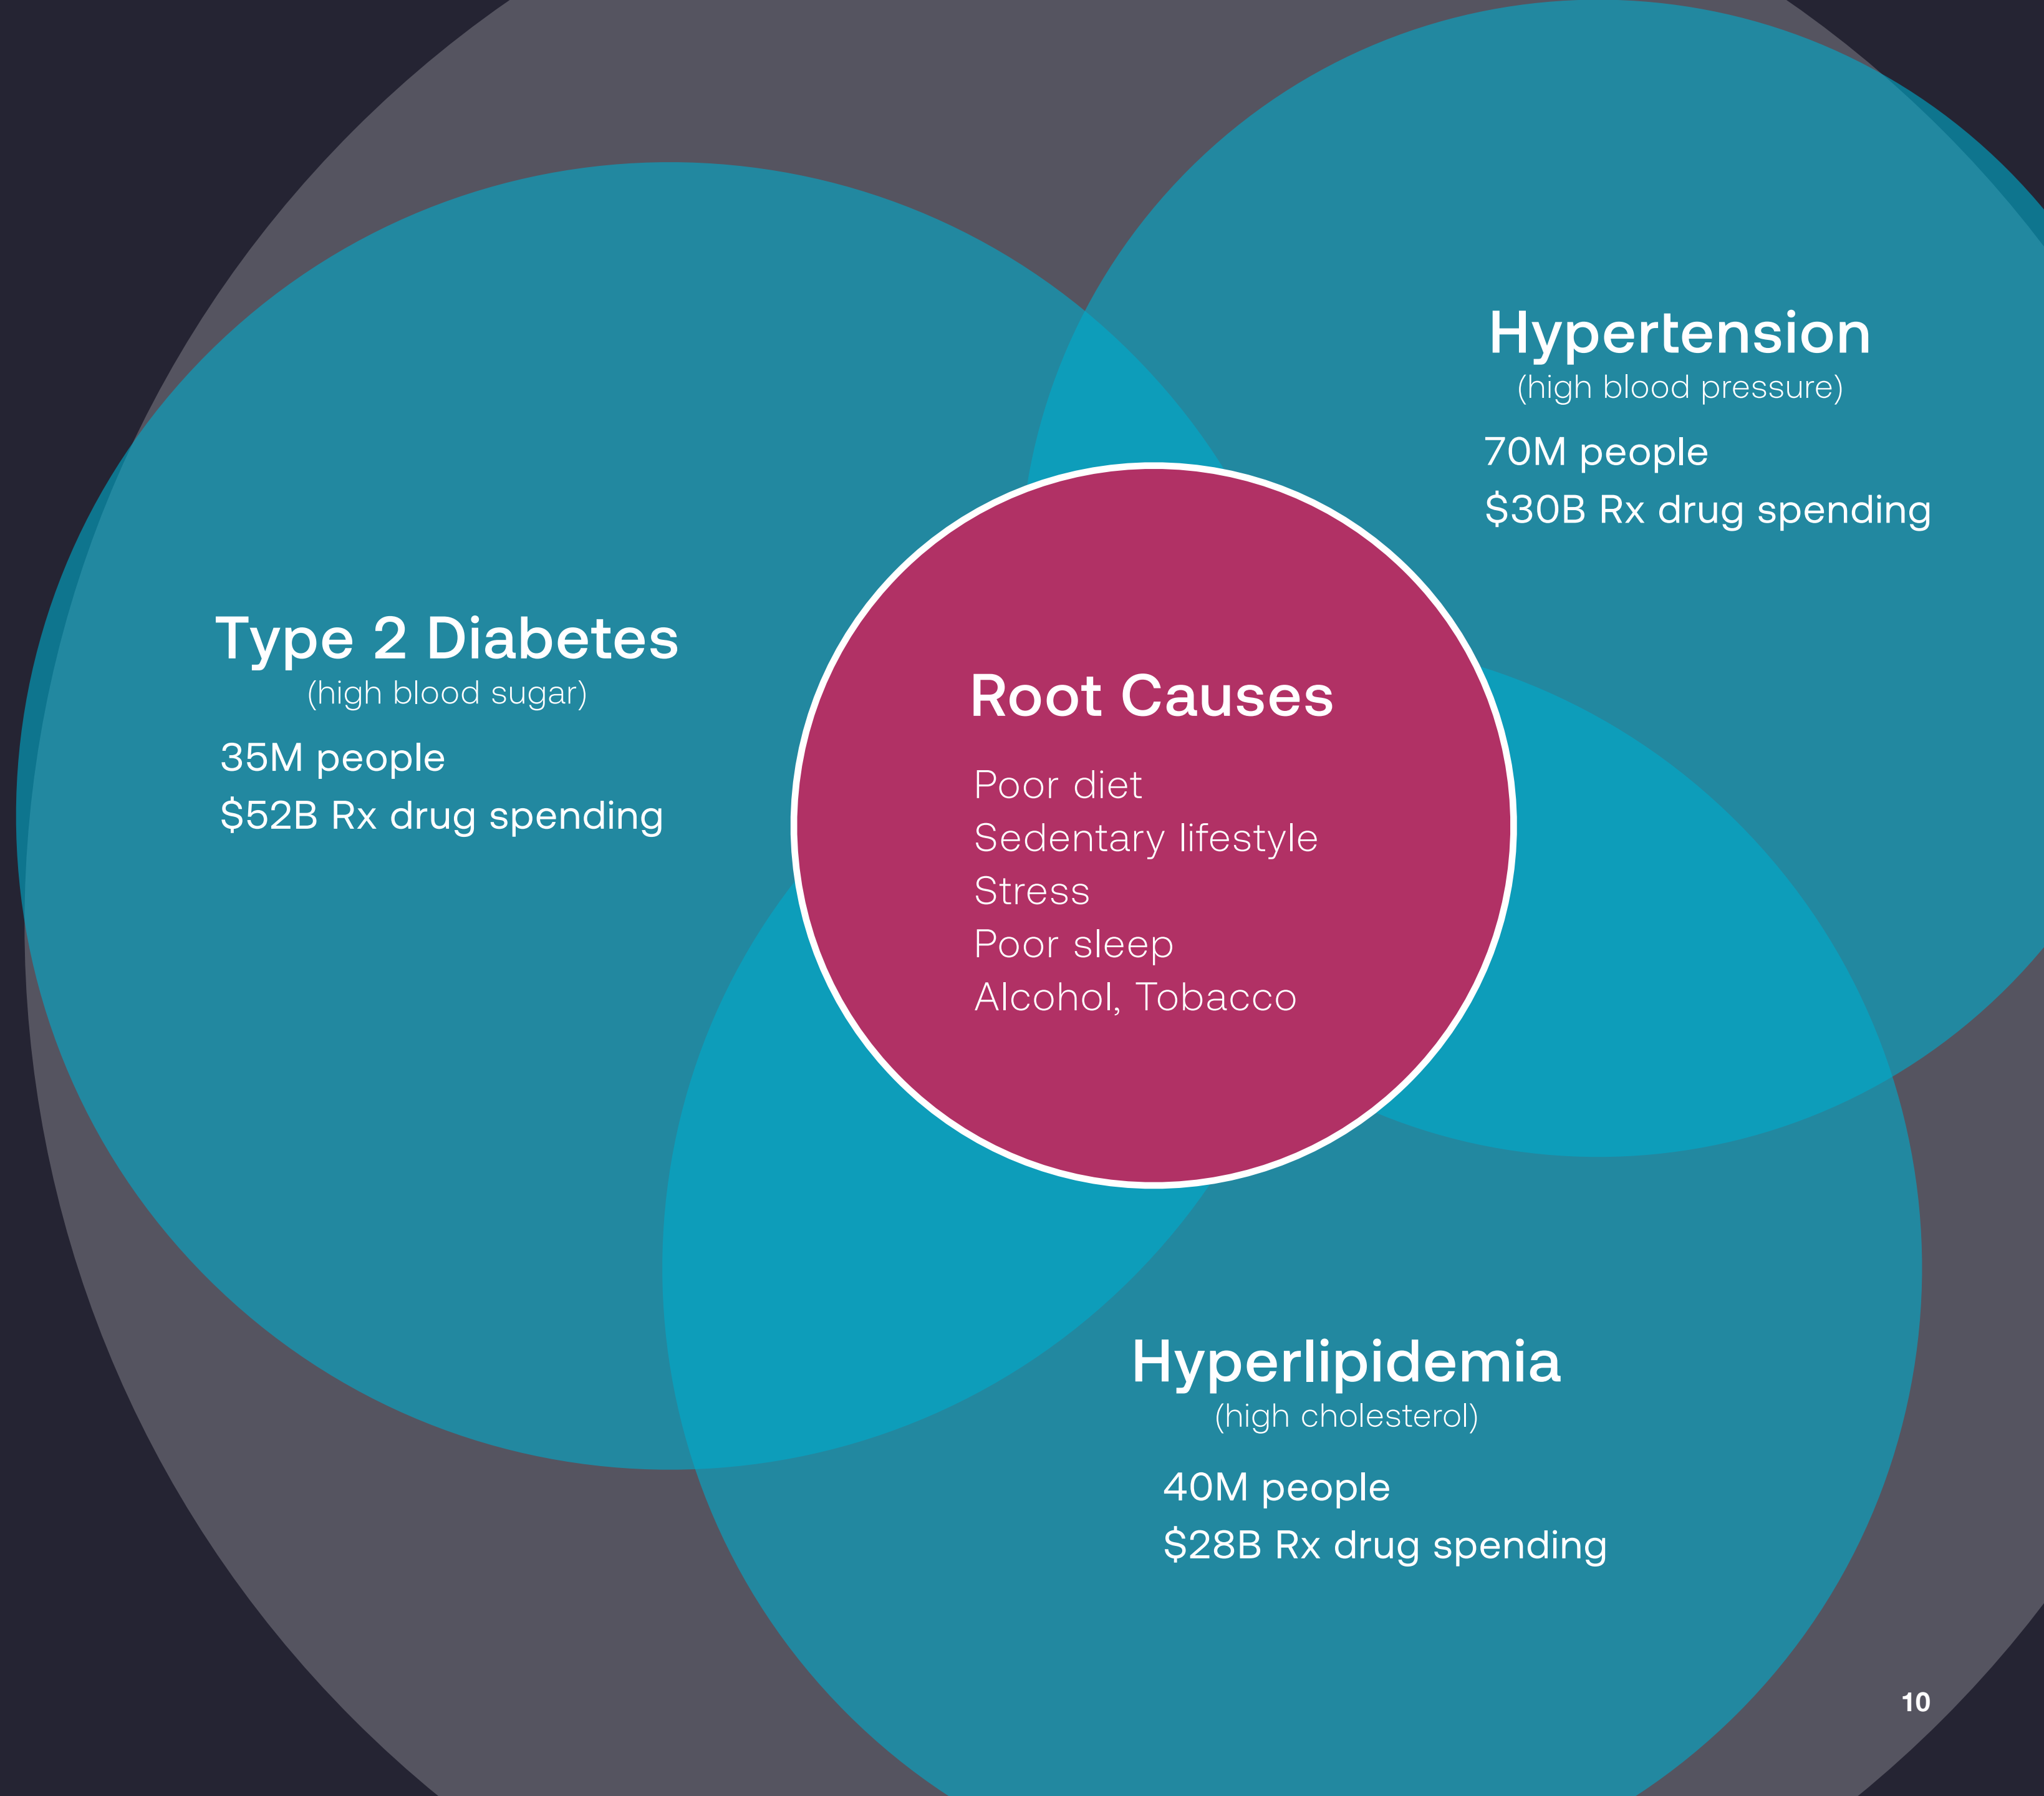 Hypertension
(high blood pressure)
70M people
$30B Rx drug spending
Type 2 Diabetes
(high blood sugar)
35M people
$52B Rx drug spending
Root Causes
Poor diet
Sedentary lifestyle
Stress
Poor sleep
Alcohol, Tobacco
Hyperlipidemia
(high cholesterol)
40M people
$28B Rx drug spending
10